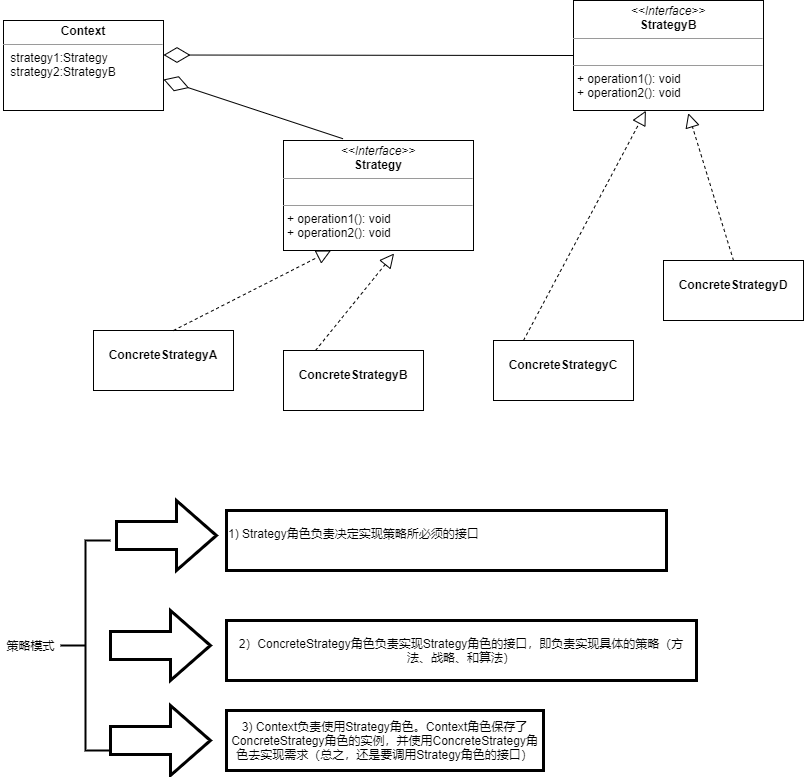 Context
strategy1:Strategy
strategy2:StrategyB
<<Interface>>
StrategyB
+ operation1(): void
+ operation2(): void
<<Interface>>
Strategy
+ operation1(): void
+ operation2(): void
ConcreteStrategyA
ConcreteStrategyB
ConcreteStrategyC
ConcreteStrategyD
策略模式
1) Strategy角色负责决定实现策略所必须的接口
2）ConcreteStrategy角色负责实现Strategy角色的接口，即负责实现具体的策略（方
法、战略、和算法）
3) Context负责使用Strategy角色。Context角色保存了
ConcreteStrategy角色的实例，并使用ConcreteStrategy角
色去实现需求（总之，还是要调用Strategy角色的接口）